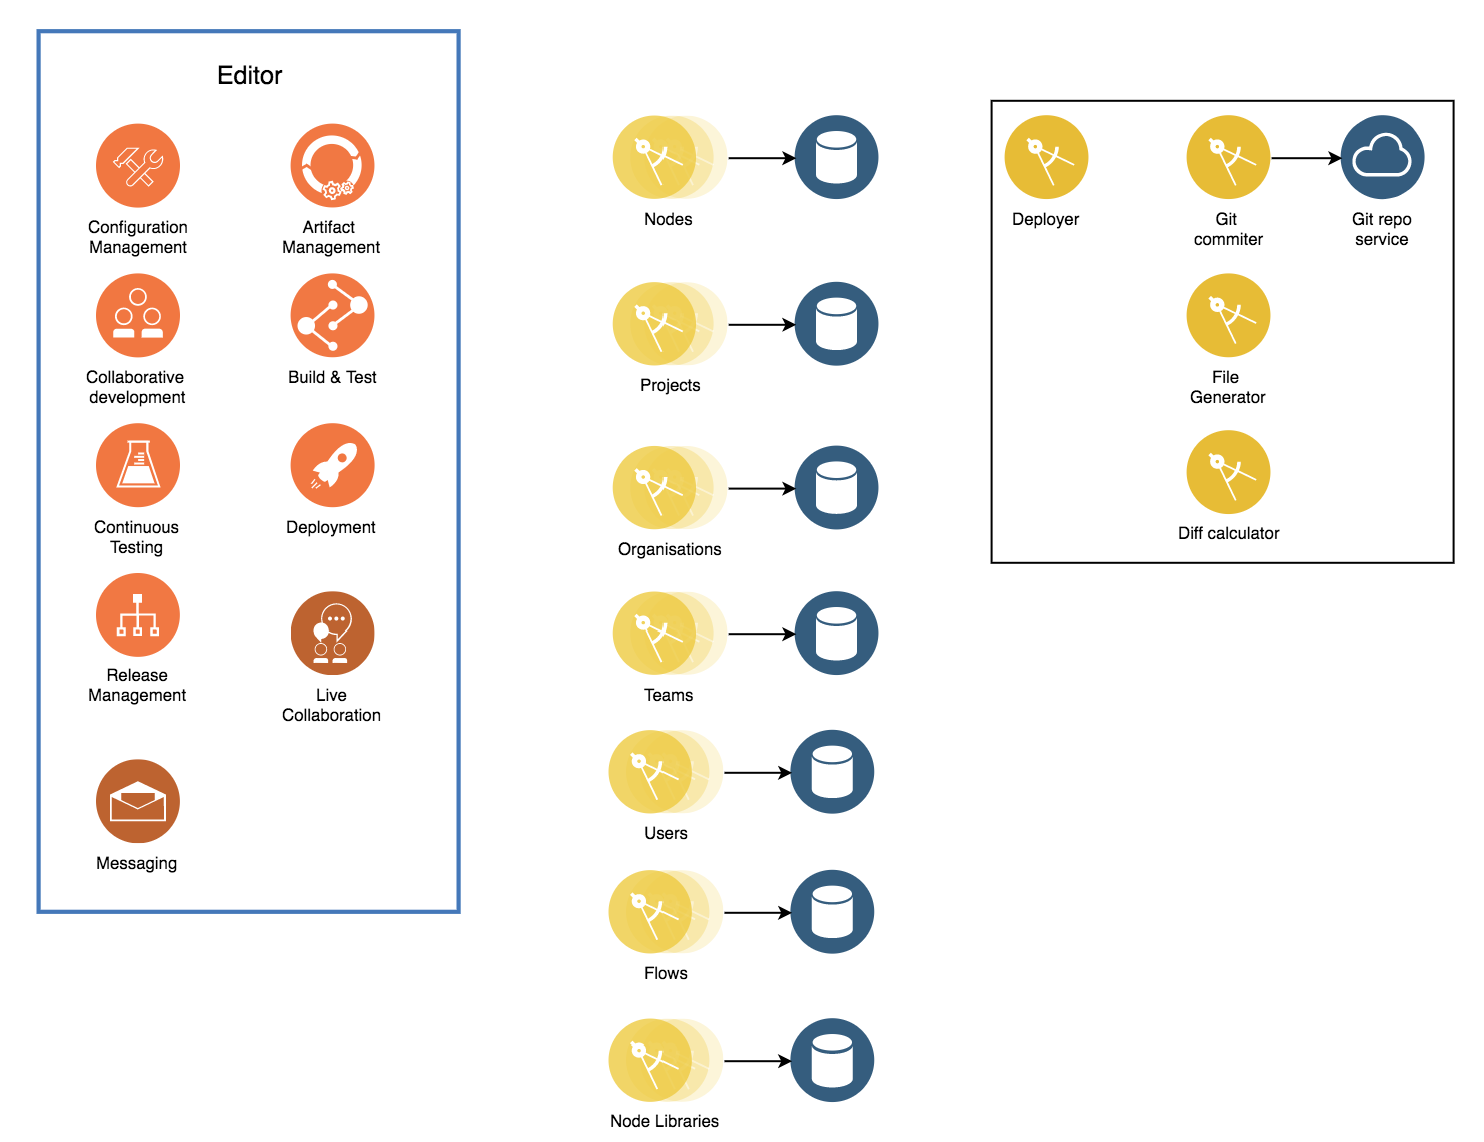 Editor
Configuration
Management
Artifact
Management
Collaborative
development
Build & Test
Continuous
Testing
Deployment
Release
Management
Live
Collaboration
Messaging
Nodes
Projects
Organisations
Teams
Users
Flows
Node Libraries
Deployer
Git
commiter
Git repo
service
File
Generator
Diff calculator